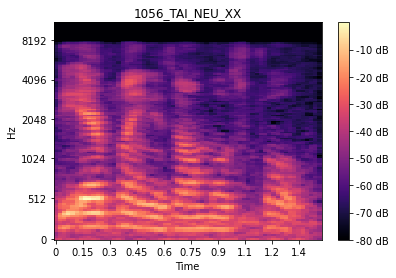 1056_TAI_NEU_XX
8192
4096
2048
1024
512
0
Hz
0 0.15 0.3 0.45 0.6 0.75 0.9 1.1 1.2 1.4
Time
-10 dB
-20 dB
-30 dB
-40 dB
-50 dB
-60 dB
-70 dB
-80 dB